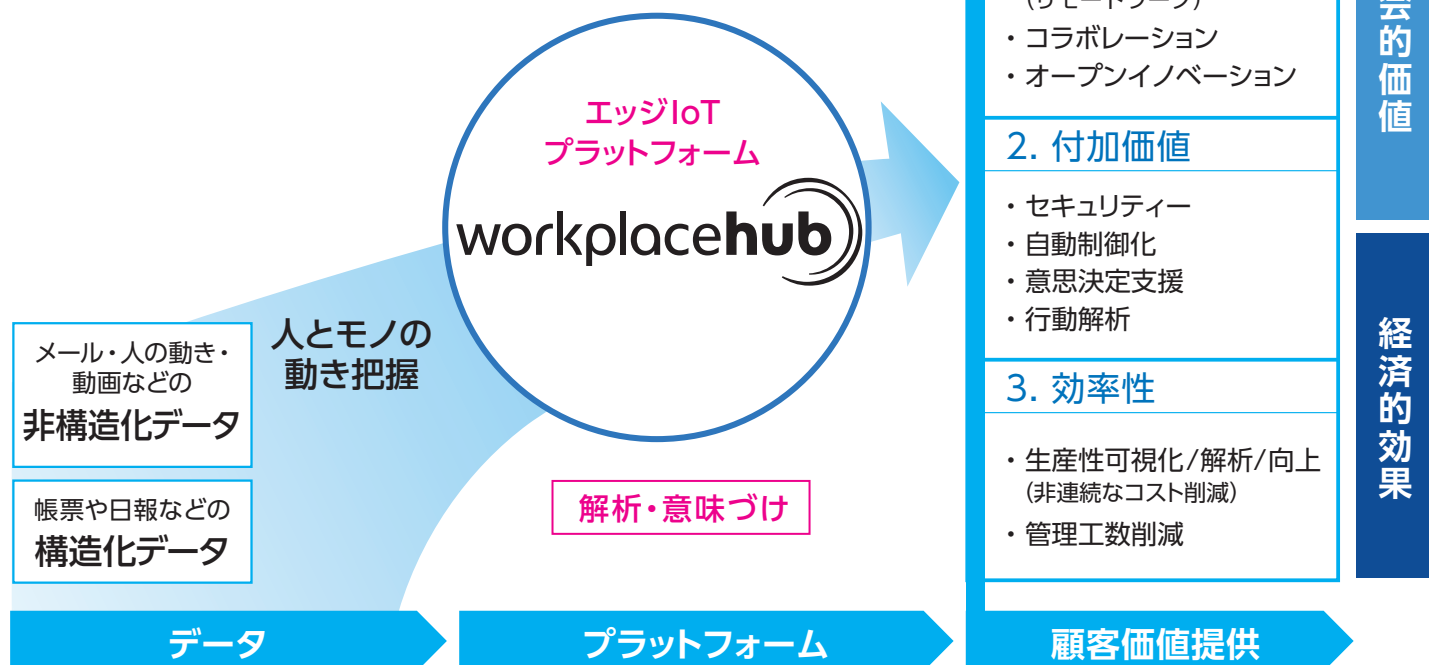 メール・人の動き・
動画などの
非構造化データ
帳票や日報などの
構造化データ
人とモノの
動き把握
エッジIoT
プラットフォーム
workplacehub
解析・意味づけ
(リモートワーク)
・コラボレーション
・オープンイノベーション
2. 付加価値
・セキュリティー
・自動制御化
・意思決定支援
・行動解析
3. 効率性
・生産性可視化/解析/向上
(非連続なコスト削減)
・管理工数削減
会的価値
経済的効果
データ
プラットフォーム
顧客価値提供